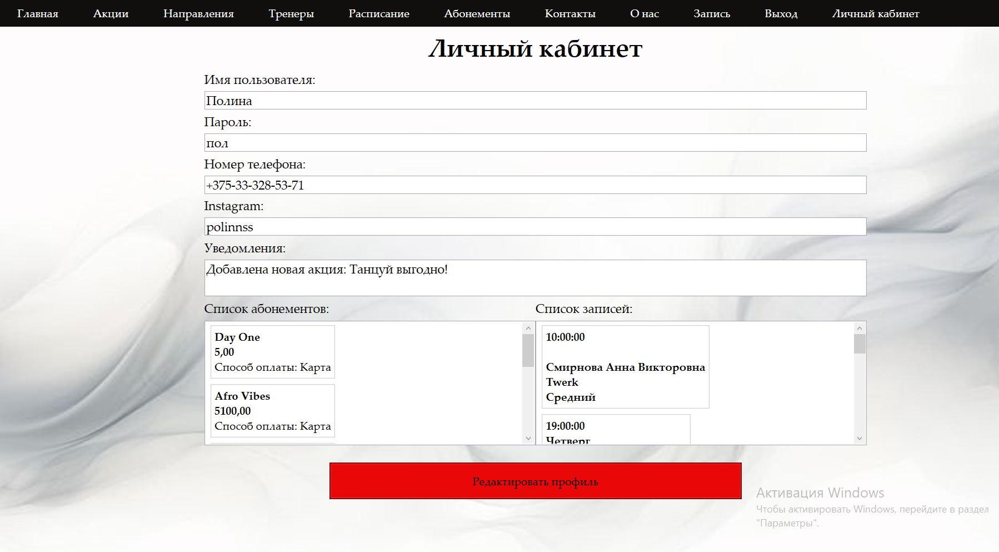 Главная Акции Направления Тренеры Расписание Абонементы Контакты О нас Запись Выход Личный кабинет
Личный кабинет
Имя пользователя:
Полина
Пароль:
пол
Номер телефона:
+375-33-328-53-71
Instagram:
polinnss
Уведомления:
Добавлена новая акция: Танцуй выгодно!
Список абонементов:
Day One
5,00
Способ оплаты: Карта
Afro Vibes
5100,00
Способ оплаты: Карта
Список записей:
10:00:00
Смирнова Анна Викторовна
Twerk
Средний
19:00:00
Четверг
Редактировать профиль
Активация Windows
Чтобы активировать Windows, перейдите в раздел
"Параметры".